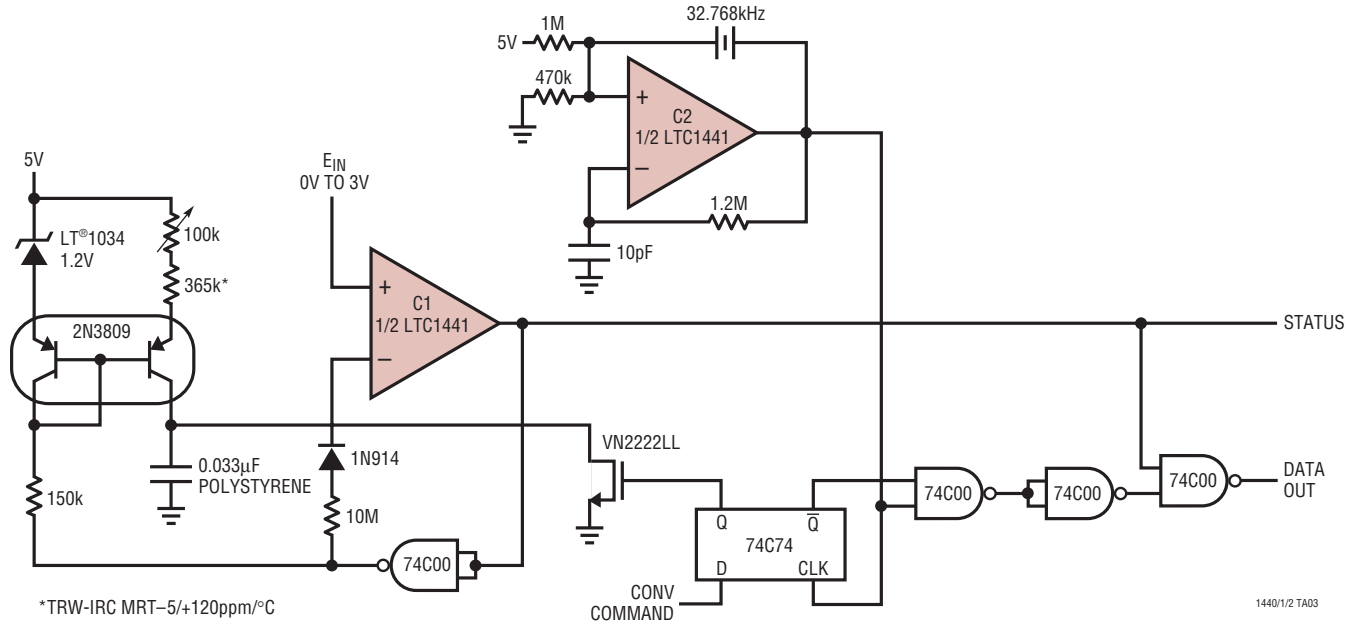 32.768kHz
1M
5V
470k
+
C2
1/2 LTC1441
–
1.2M
10pF
5V
LT®1034
1.2V
100k
365k*
2N3809
E_IN
0V TO 3V
+
C1
1/2 LTC1441
–
STATUS
VN2222LL
1N914
0.033µF
POLYSTYRENE
150k
10M
74C00
Q
Q̅
74C74
D
CLK
CONV
COMMAND
74C00
74C00
74C00
DATA
OUT
*TRW-IRC MRT–5/+120ppm/°C
1440/1/2 TA03